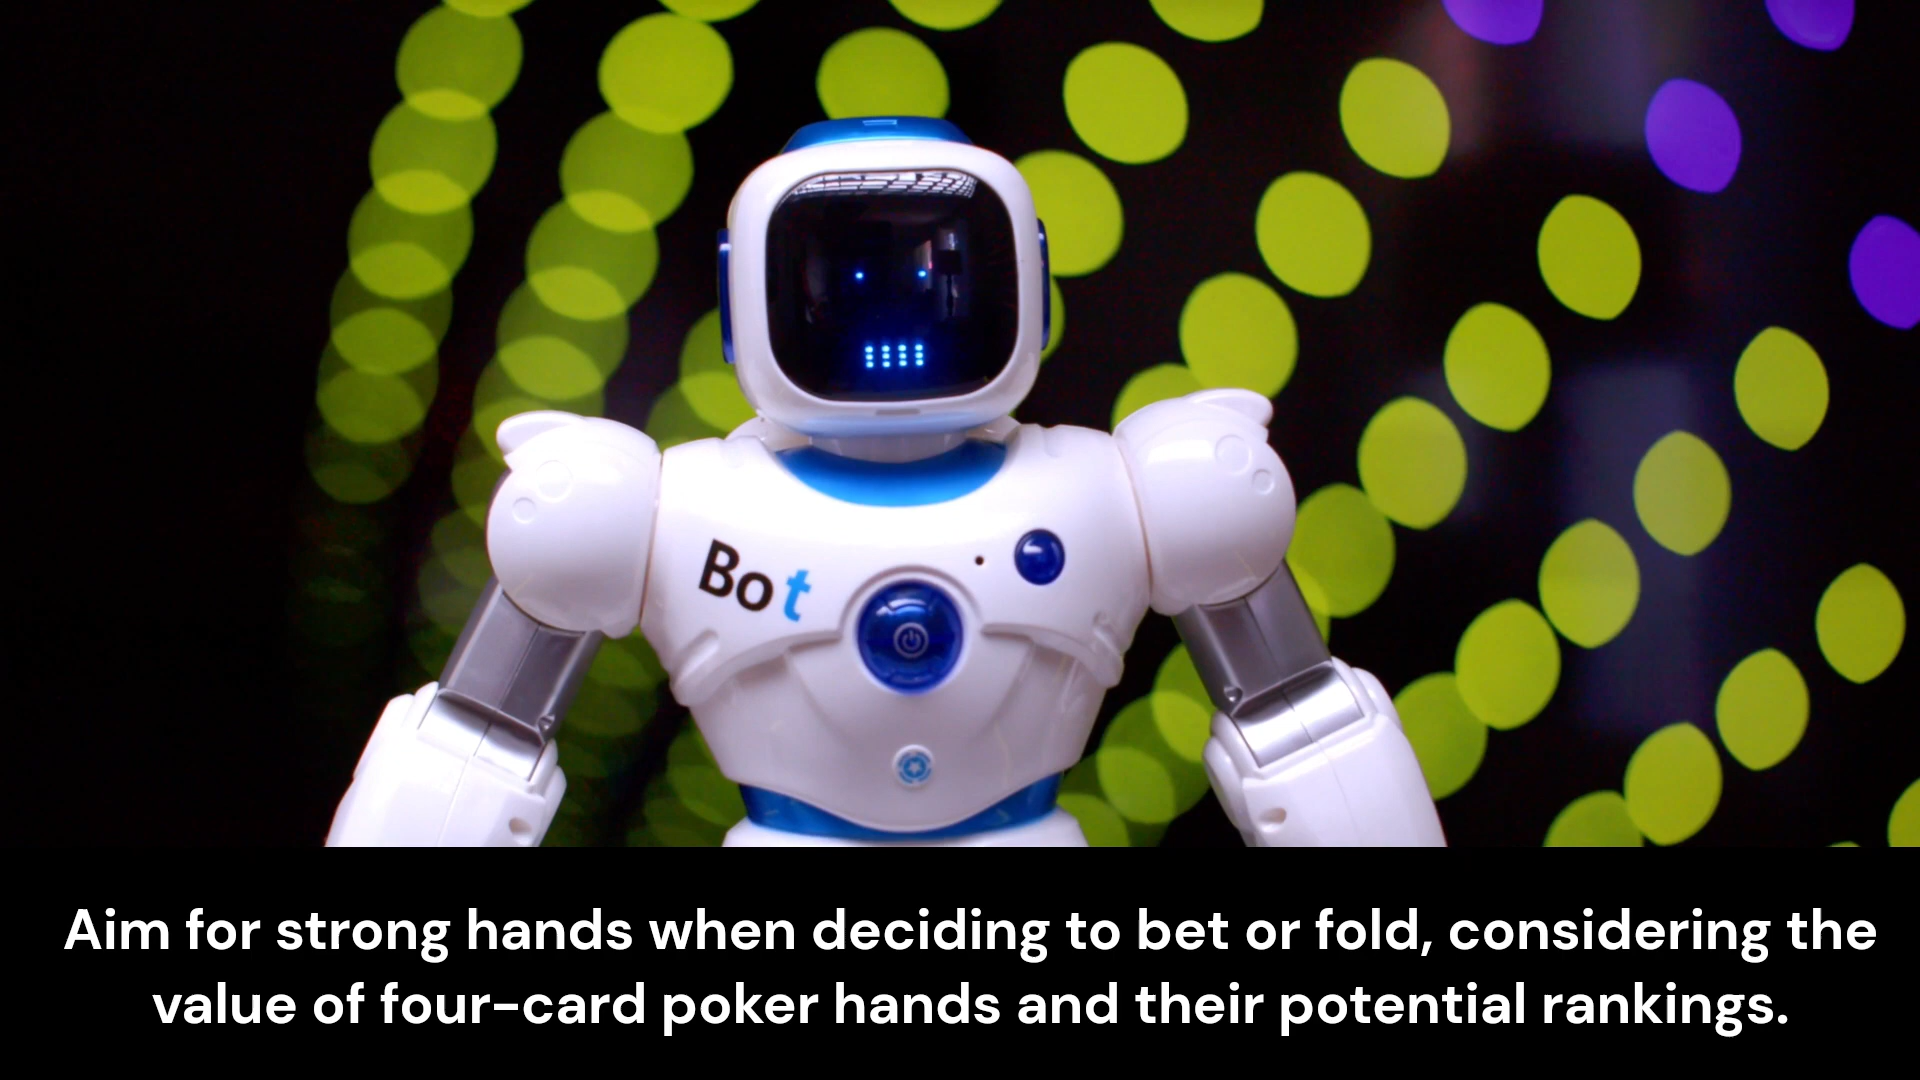 Bot
Aim for strong hands when deciding to bet or fold, considering the
value of four-card poker hands and their potential rankings.